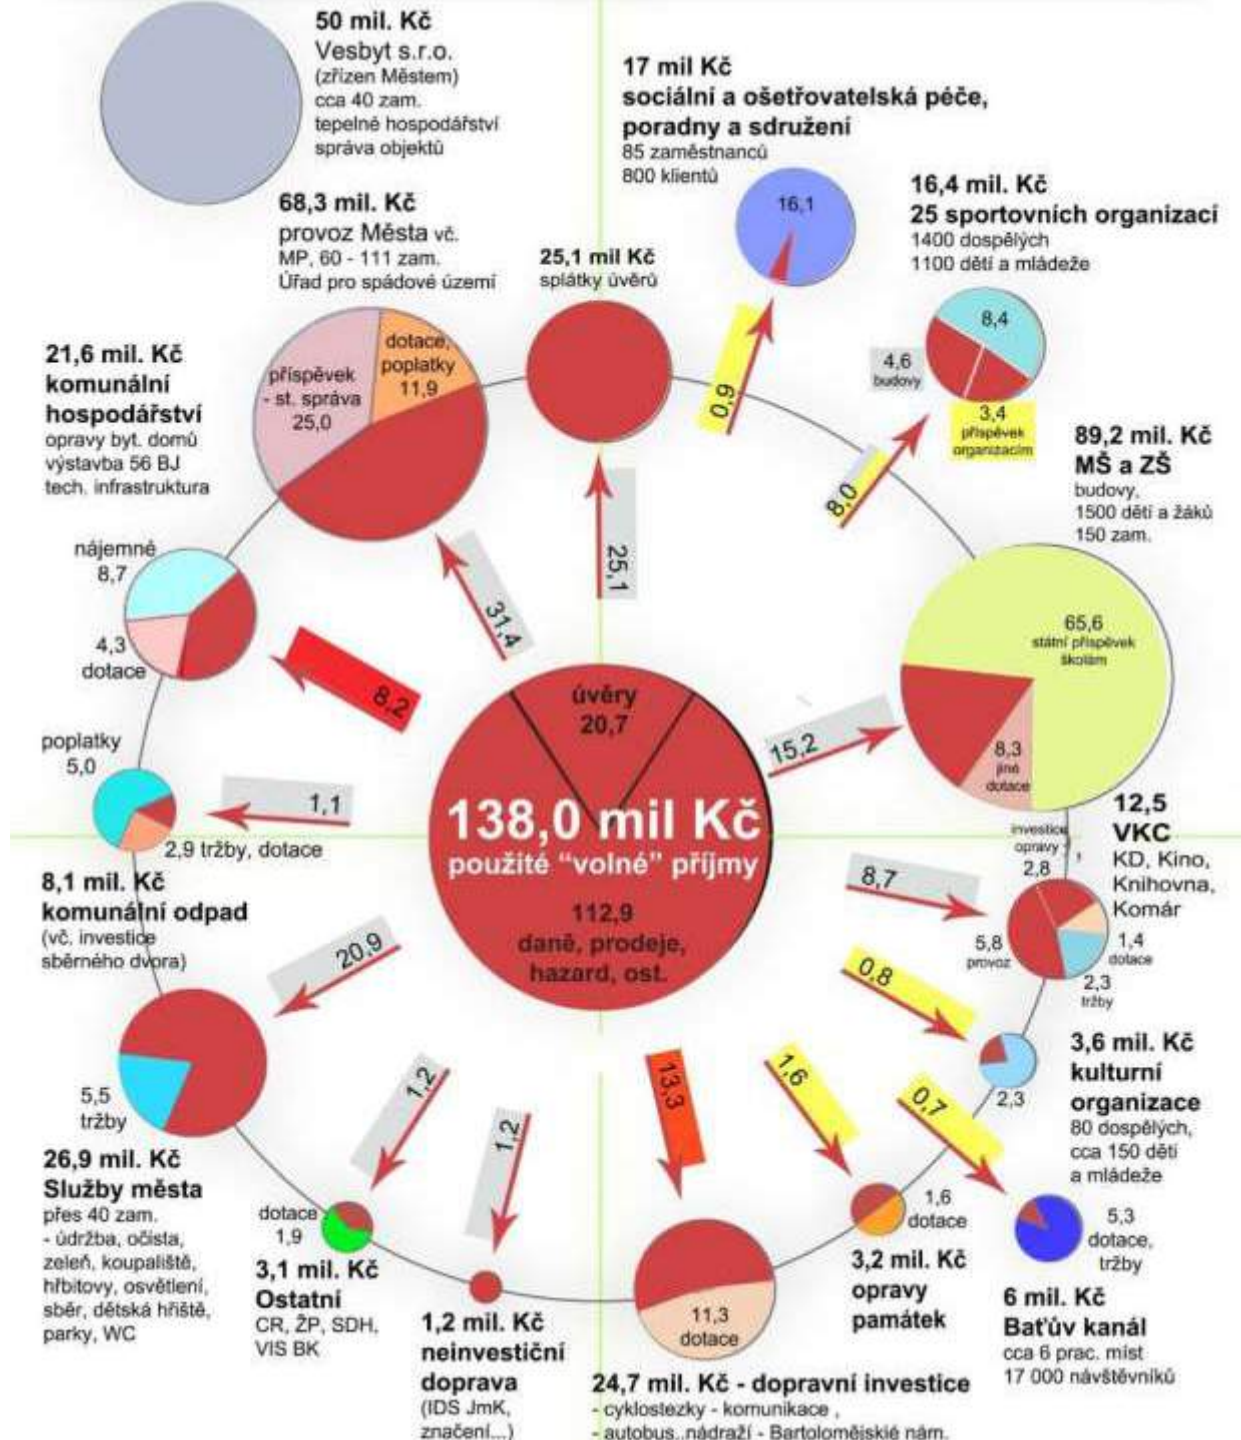 50 mil. Kč
Vesbyt s.r.o.
(zřízen Městem)
cca 40 zam.
tepelné hospodářství
správa objektů
17 mil Kč
sociální a ošetřovatelská péče,
poradny a sdružení
85 zaměstnanců
800 klientů
16,1
0,9
16,4 mil. Kč
25 sportovních organizací
1400 dospělých
1100 dětí a mládeže
8,4
4,6
budovy
3,4
příspěvek
organizacím
8,0
68,3 mil. Kč
provoz Města vč.
MP, 60 - 111 zam.
Úřad pro spádové území
příspěvek
- st. správa
25,0
dotace,
poplatky
11,9
31,4
25,1 mil Kč
splátky úvěrů
25,1
21,6 mil. Kč
komunální
hospodářství
opravy byt. domů
výstavba 56 BJ
tech. infrastruktura
nájemné
8,7
4,3
dotace
8,2
89,2 mil. Kč
MŠ a ZŠ
budovy,
1500 dětí a žáků
150 zam.
65,6
státní příspěvek
školám
8,3
jiné
dotace
15,2
úvěry
20,7
138,0 mil Kč
použité “volné” příjmy
112,9
daně, prodeje,
hazard, ost.
poplatky
5,0
1,1
2,9 tržby, dotace
8,1 mil. Kč
komunální odpad
(vč. investice
sběrného dvora)
12,5
VKC
KD, Kino,
Knihovna,
Komár
investice
opravy
2,8
8,7
5,8
provoz
1,4
dotace
2,3
tržby
20,9
5,5
tržby
26,9 mil. Kč
Služby města
přes 40 zam.
- údržba, očista,
zeleň, koupaliště,
hřbitovy, osvětlení,
sběr, dětská hřiště,
parky, WC
0,8
2,3
3,6 mil. Kč
kulturní
organizace
80 dospělých,
cca 150 dětí
a mládeže
1,2
dotace
1,9
3,1 mil. Kč
Ostatní
CR, ŽP, SDH,
VIS BK
1,2
1,2 mil. Kč
neinvestiční
doprava
(IDS JmK,
značení...)
13,3
11,3
dotace
24,7 mil. Kč - dopravní investice
- cyklostezky - komunikace ,
- autobus..nádraží - Bartolomějské nám.
1,6
1,6
dotace
3,2 mil. Kč
opravy
památek
0,7
5,3
dotace,
tržby
6 mil. Kč
Baťův kanál
cca 6 prac. míst
17 000 návštěvníků